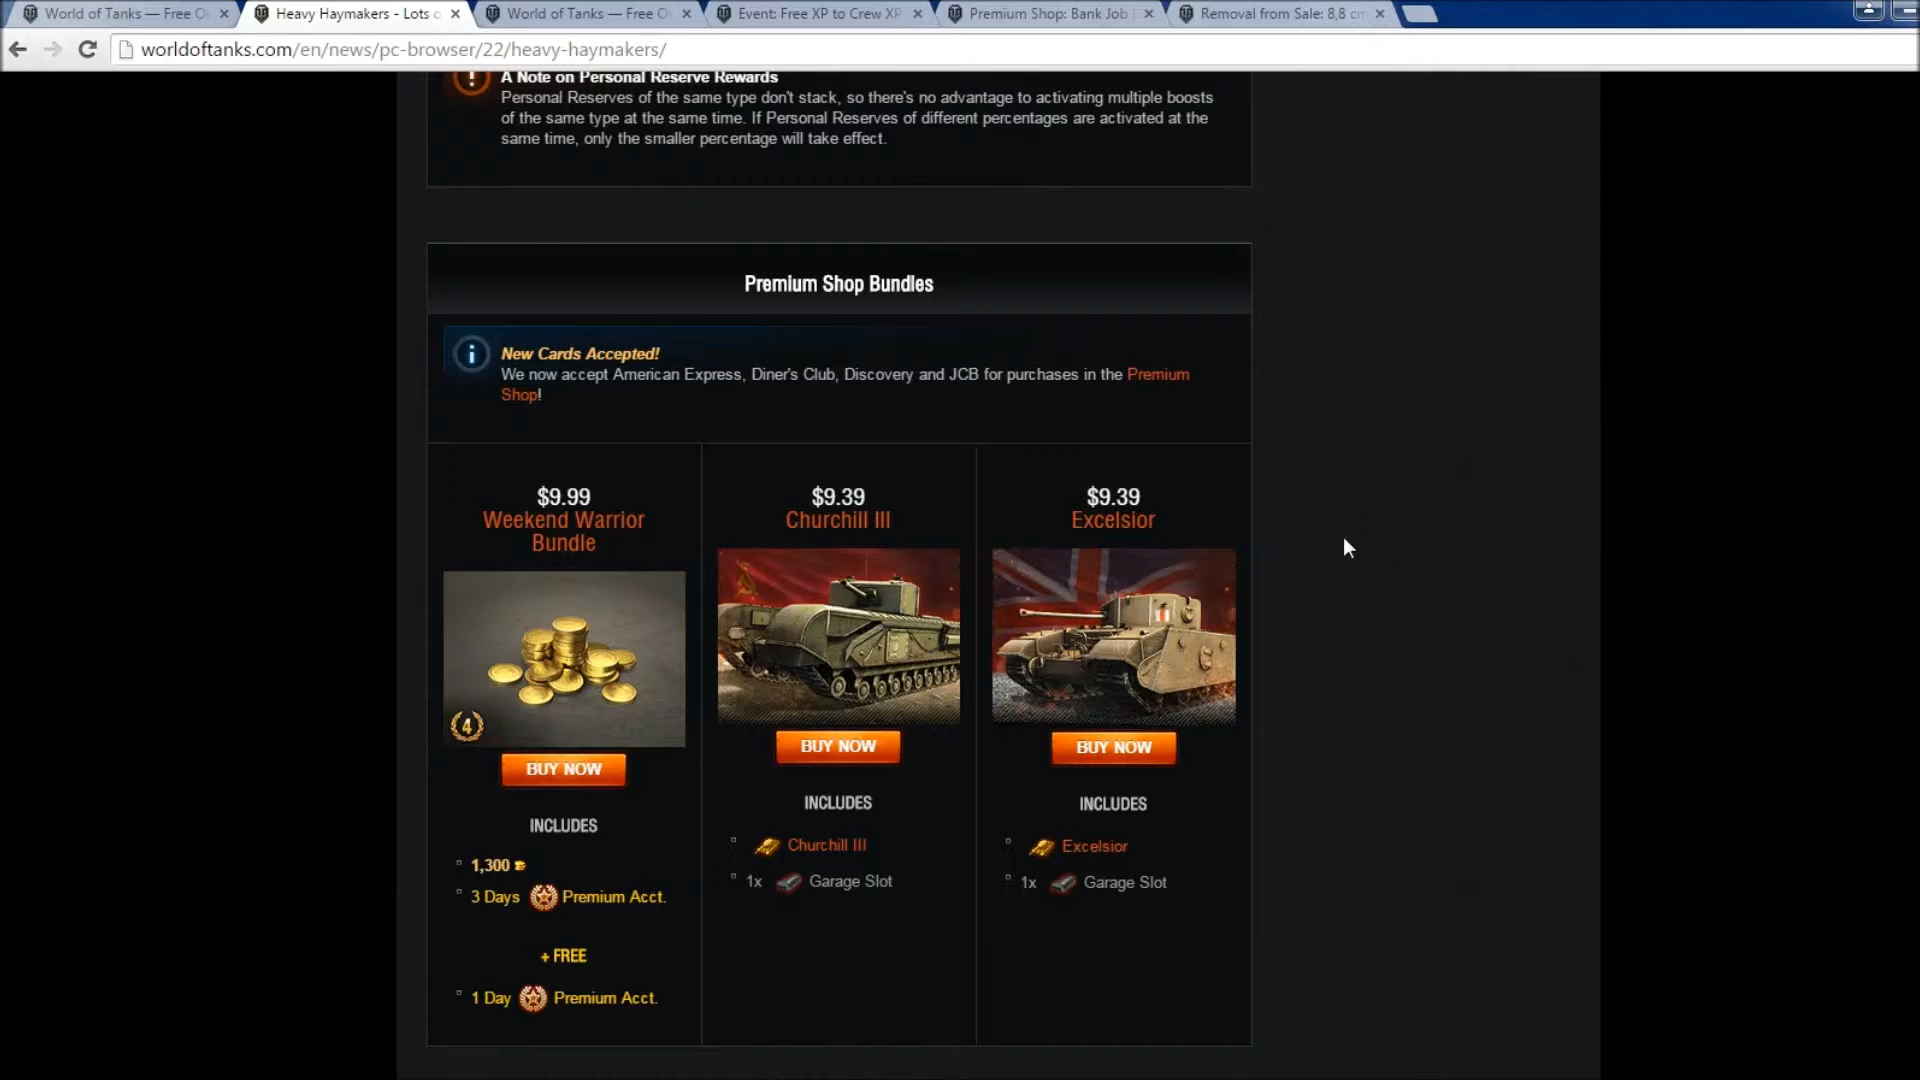 World of Tanks — Free O
Heavy Haymakers - Lots o
World of Tanks — Free O
Event: Free XP to Crew XP
Premium Shop: Bank Job
Removal from Sale: 8,8 cm
worldoftanks.com/en/news/pc-browser/22/heavy-haymakers/
A Note on Personal Reserve Rewards
Personal Reserves of the same type don't stack, so there's no advantage to activating multiple boosts
of the same type at the same time. If Personal Reserves of different percentages are activated at the
same time, only the smaller percentage will take effect.
Premium Shop Bundles
New Cards Accepted!
We now accept American Express, Diner's Club, Discovery and JCB for purchases in the Premium
Shop!
$9.99
Weekend Warrior
Bundle
4
BUY NOW
INCLUDES
1,300
3 Days Premium Acct.
+ FREE
1 Day Premium Acct.
$9.39
Churchill III
BUY NOW
INCLUDES
Churchill III
1x Garage Slot
$9.39
Excelsior
BUY NOW
INCLUDES
Excelsior
1x Garage Slot